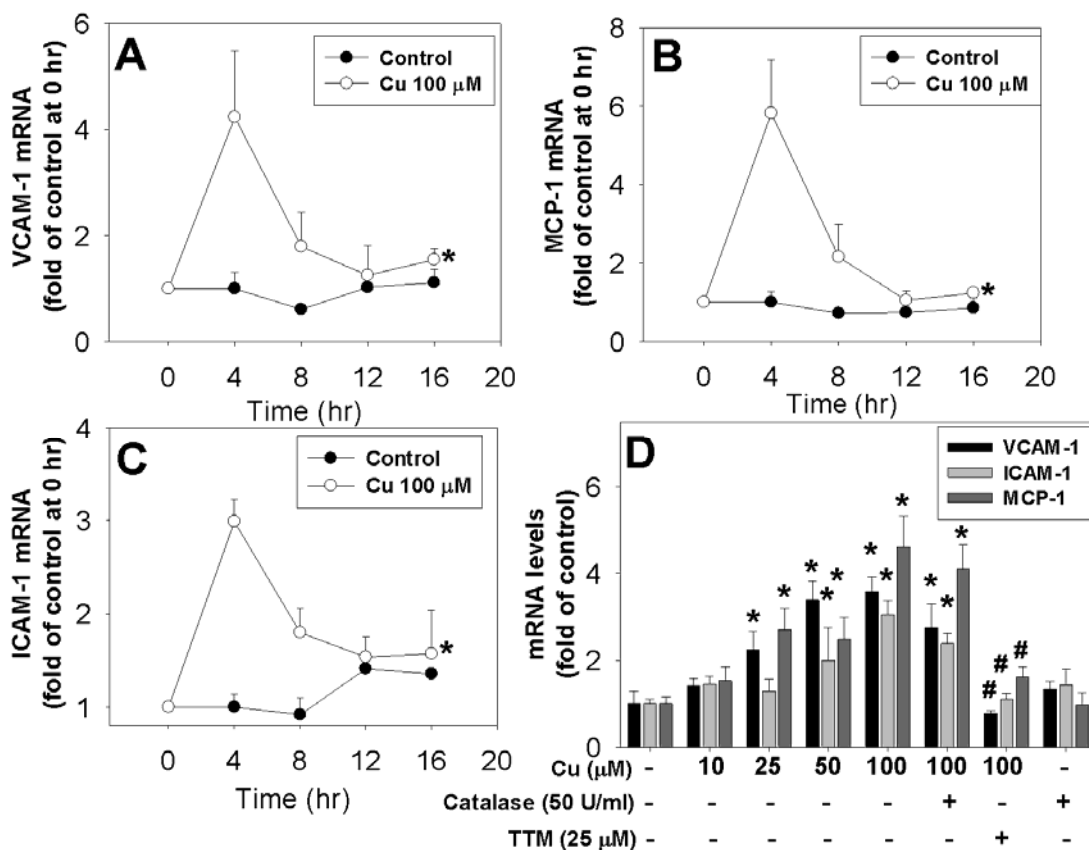 A
VCAM-1 mRNA
(fold of control at 0 hr)
6
4
2
0
Control
Cu 100 μM
*
0 4 8 12 16 20
Time (hr)
B
MCP-1 mRNA
(fold of control at 0 hr)
8
6
4
2
0
Control
Cu 100 μM
*
0 4 8 12 16 20
Time (hr)
C
ICAM-1 mRNA
(fold of control at 0 hr)
4
3
2
1
Control
Cu 100 μM
*
0 4 8 12 16 20
Time (hr)
D
mRNA levels
(fold of control)
6
4
2
0
VCAM-1
ICAM-1
MCP-1
* * * * * * * * * * *
# # #
Cu (μM) - 10 25 50 100 100 100 -
Catalase (50 U/ml) - - - - - + - +
TTM (25 μM) - - - - - - + -